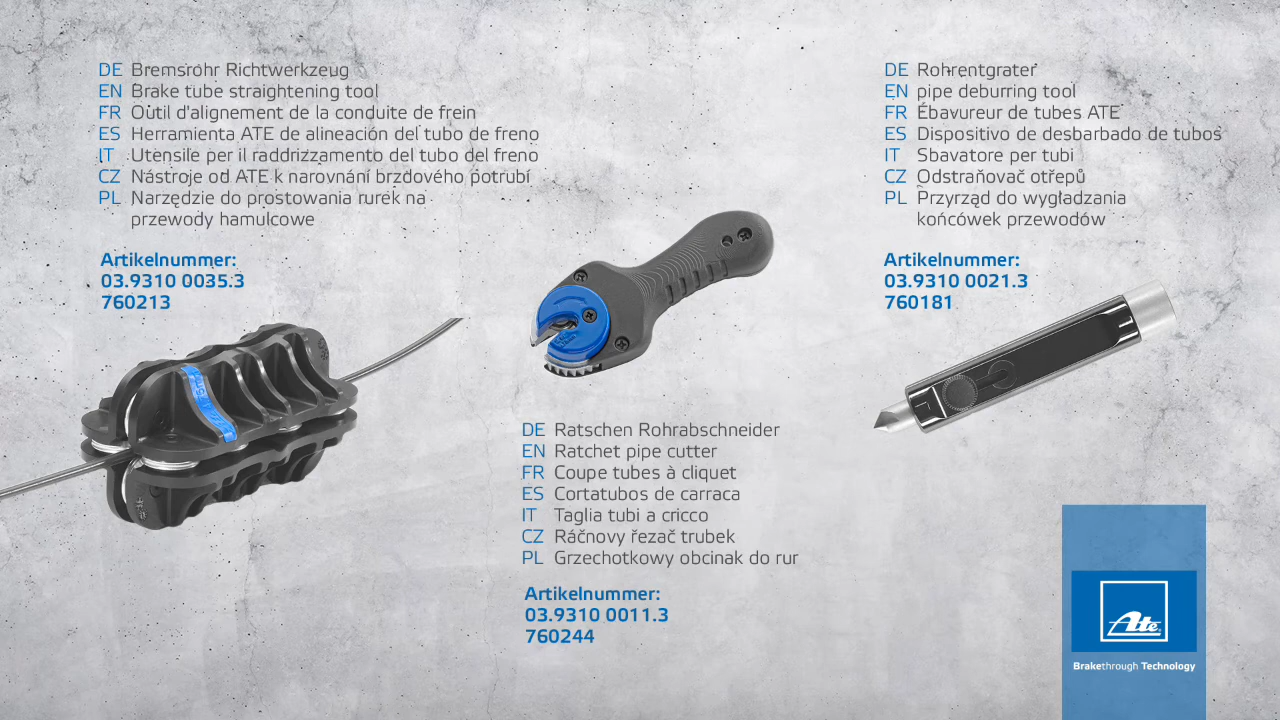 DE Bremsrohr Richtwerkzeug
EN Brake tube straightening tool
FR Outil d'alignement de la conduite de frein
ES Herramienta ATE de alineación del tubo de freno
IT Utensile per il raddrizzamento del tubo del freno
CZ Nástroje od ATE k narovnání brzdového potrubí
PL Narzędzie do prostowania rurek na
przewody hamulcowe
Artikelnummer:
03.9310 0035.3
760213
DE Ratschen Rohrabschneider
EN Ratchet pipe cutter
FR Coupe tubes à cliquet
ES Cortatubos de carraca
IT Taglia tubi a cricco
CZ Ráčnovy řezač trubek
PL Grzechotkowy obcinak do rur
Artikelnummer:
03.9310 0011.3
760244
DE Rohrentgrater
EN pipe deburring tool
FR Ébavureur de tubes ATE
ES Dispositivo de desbarbado de tubos
IT Sbavatore per tubi
CZ Odstraňovač otřepů
PL Przyrząd do wygładzania
końcówek przewodów
Artikelnummer:
03.9310 0021.3
760181
Ate
Brakethrough Technology